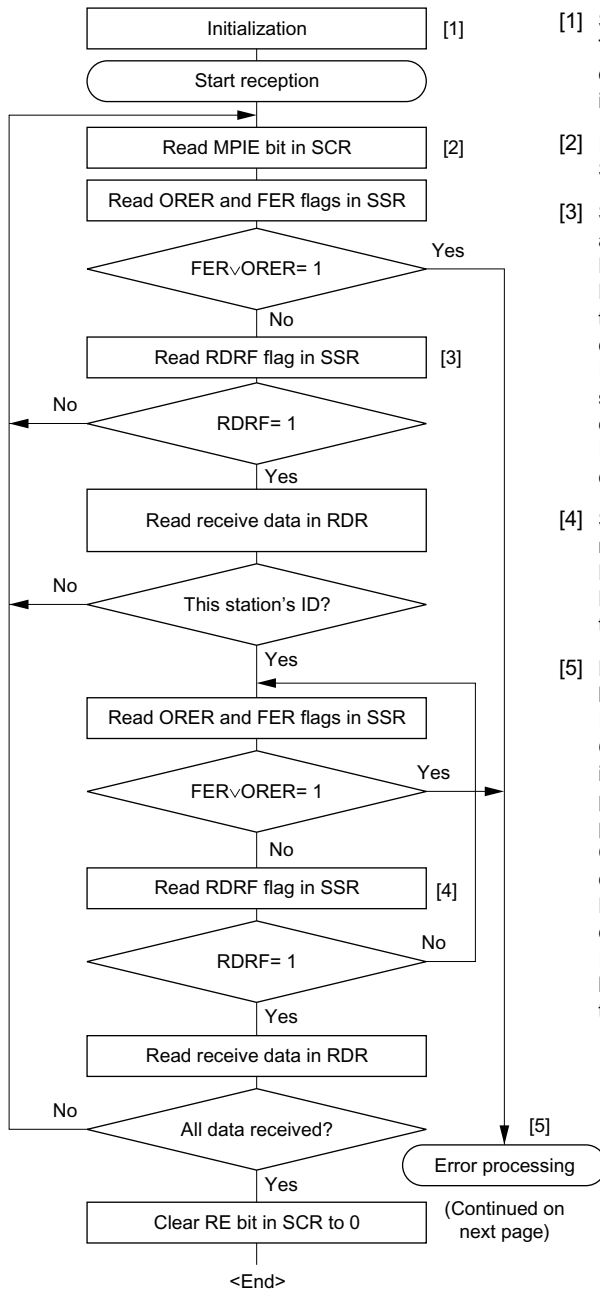 Initialization [1]
Start reception
Read MPIE bit in SCR [2]
Read ORER and FER flags in SSR
FER∨ORER= 1
Yes
No
Read RDRF flag in SSR [3]
No
RDRF= 1
Yes
Read receive data in RDR
No
This station's ID?
Yes
Read ORER and FER flags in SSR
FER∨ORER= 1
Yes
No
Read RDRF flag in SSR [4]
RDRF= 1
No
Yes
Read receive data in RDR
No
All data received?
Yes
[5]
Error processing
Clear RE bit in SCR to 0
(Continued on
next page)
<End>
[1]
[2]
[3]
[4]
[5]